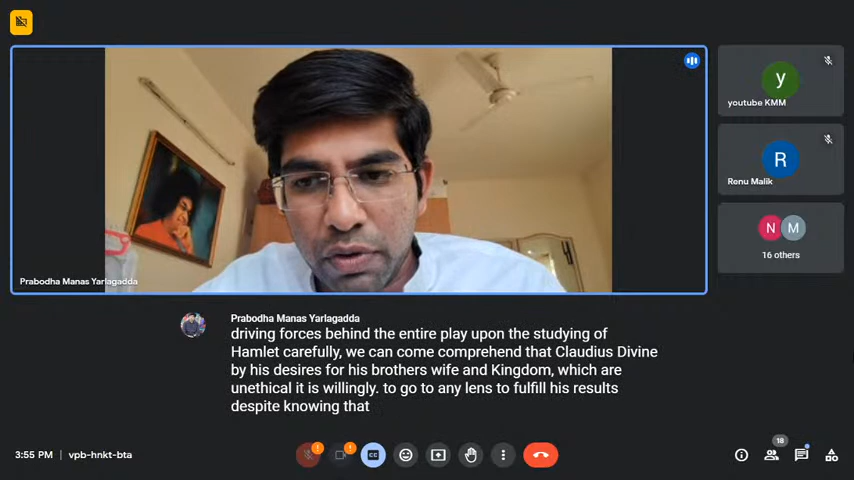 y
youtube KMM
R
Renu Malik
N M
16 others
Prabodha Manas Yarlagadda
Prabodha Manas Yarlagadda
driving forces behind the entire play upon the studying of
Hamlet carefully, we can come comprehend that Claudius Divine
by his desires for his brothers wife and Kingdom, which are
unethical it is willingly. to go to any lens to fulfill his results
despite knowing that
! ! CC
3:55 PM | vpb-hnkt-bta
18